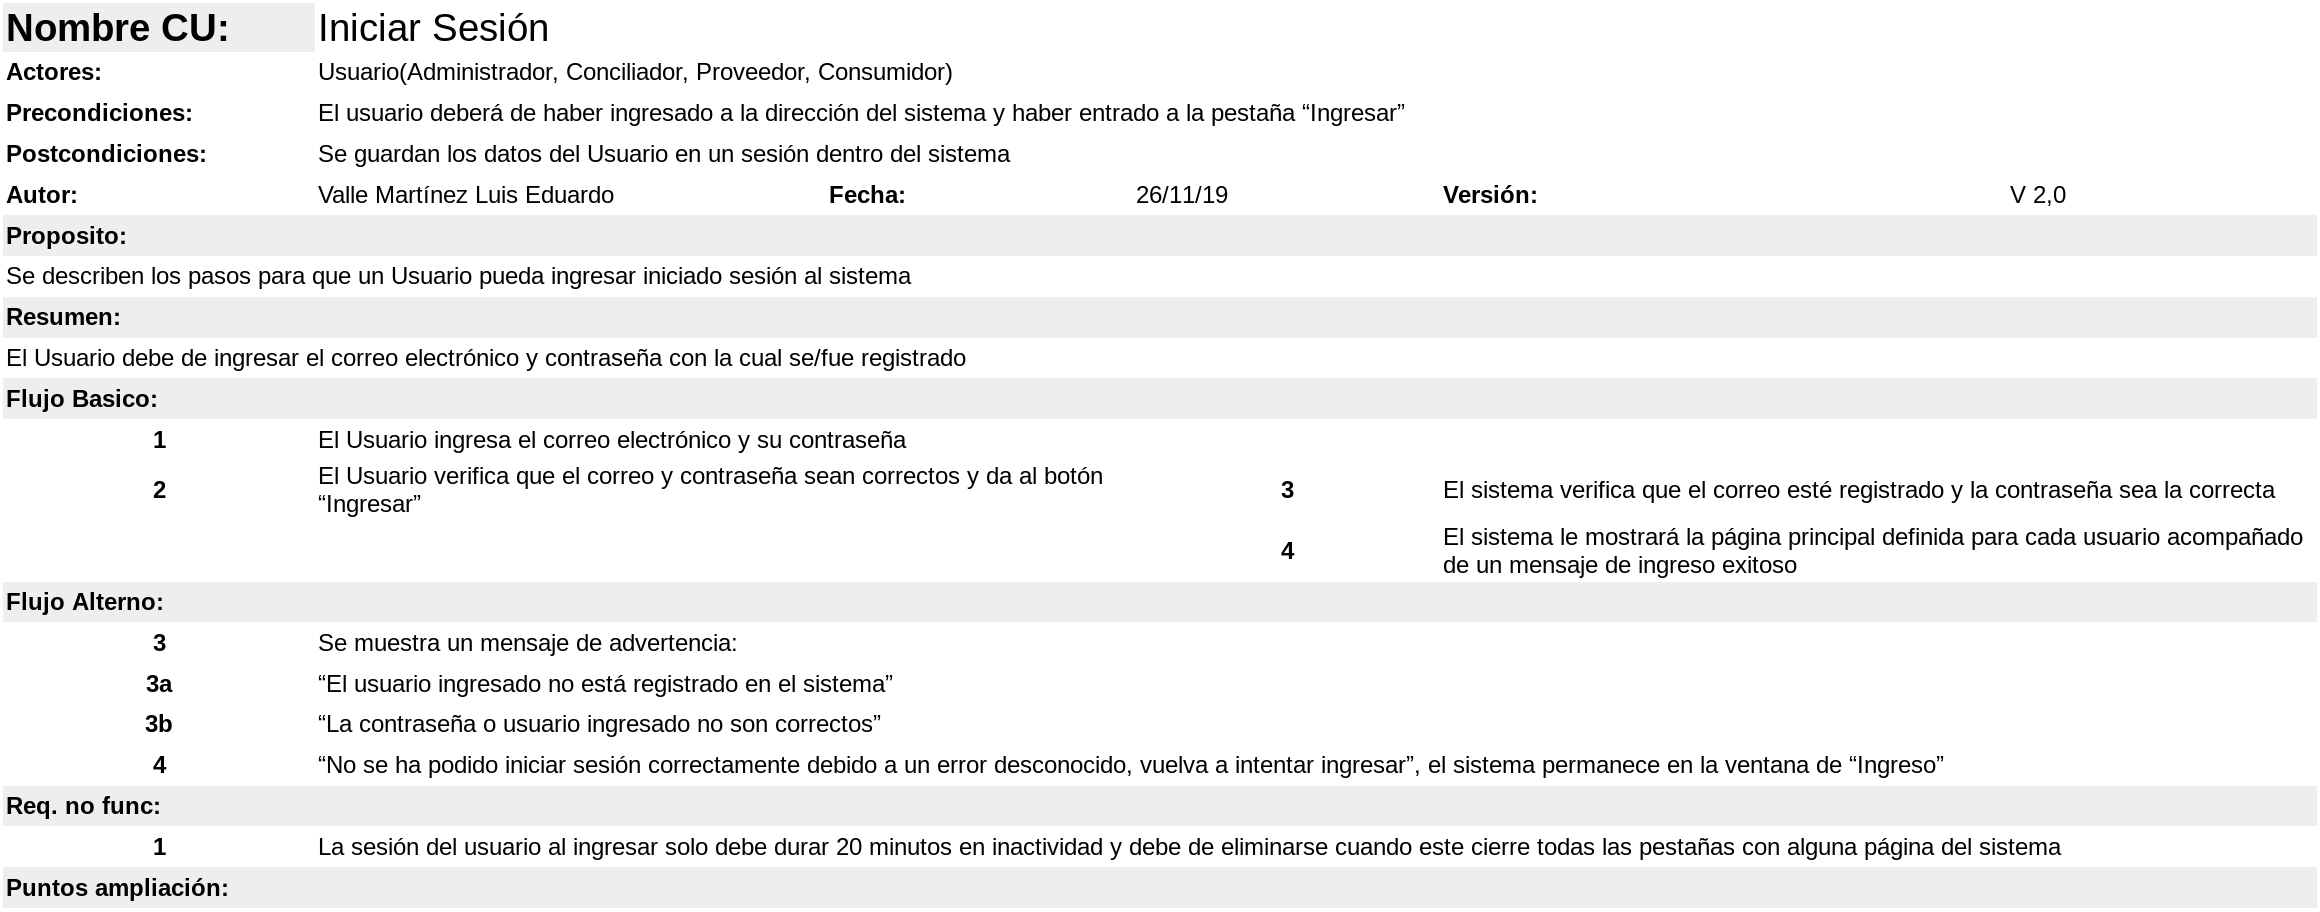 Nombre CU: Iniciar Sesión
Actores: Usuario(Administrador, Conciliador, Proveedor, Consumidor)
Precondiciones: El usuario deberá de haber ingresado a la dirección del sistema y haber entrado a la pestaña “Ingresar”
Postcondiciones: Se guardan los datos del Usuario en un sesión dentro del sistema
Autor: Valle Martínez Luis Eduardo Fecha: 26/11/19 Versión: V 2,0
Proposito:
Se describen los pasos para que un Usuario pueda ingresar iniciado sesión al sistema
Resumen:
El Usuario debe de ingresar el correo electrónico y contraseña con la cual se/fue registrado
Flujo Basico:
1 El Usuario ingresa el correo electrónico y su contraseña
2 El Usuario verifica que el correo y contraseña sean correctos y da al botón
“Ingresar”
3 El sistema verifica que el correo esté registrado y la contraseña sea la correcta
4 El sistema le mostrará la página principal definida para cada usuario acompañado
de un mensaje de ingreso exitoso
Flujo Alterno:
3 Se muestra un mensaje de advertencia:
3a “El usuario ingresado no está registrado en el sistema”
3b “La contraseña o usuario ingresado no son correctos”
4 “No se ha podido iniciar sesión correctamente debido a un error desconocido, vuelva a intentar ingresar”, el sistema permanece en la ventana de “Ingreso”
Req. no func:
1 La sesión del usuario al ingresar solo debe durar 20 minutos en inactividad y debe de eliminarse cuando este cierre todas las pestañas con alguna página del sistema
Puntos ampliación: